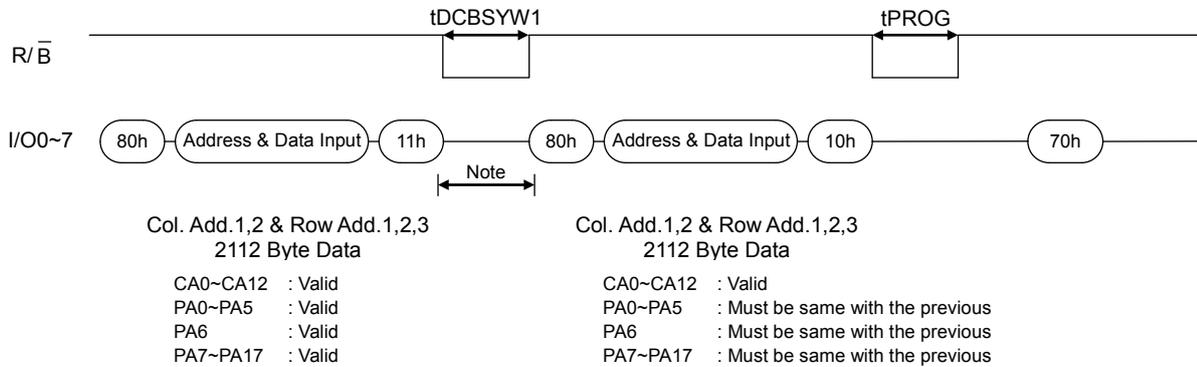 tDCBSYW1 tPROG
R/B̅
I/O0~7 80h Address & Data Input 11h 80h Address & Data Input 10h 70h
Note
Col. Add.1,2 & Row Add.1,2,3 Col. Add.1,2 & Row Add.1,2,3
2112 Byte Data 2112 Byte Data
CA0~CA12 : Valid CA0~CA12 : Valid
PA0~PA5 : Valid PA0~PA5 : Must be same with the previous
PA6 : Valid PA6 : Must be same with the previous
PA7~PA17 : Valid PA7~PA17 : Must be same with the previous